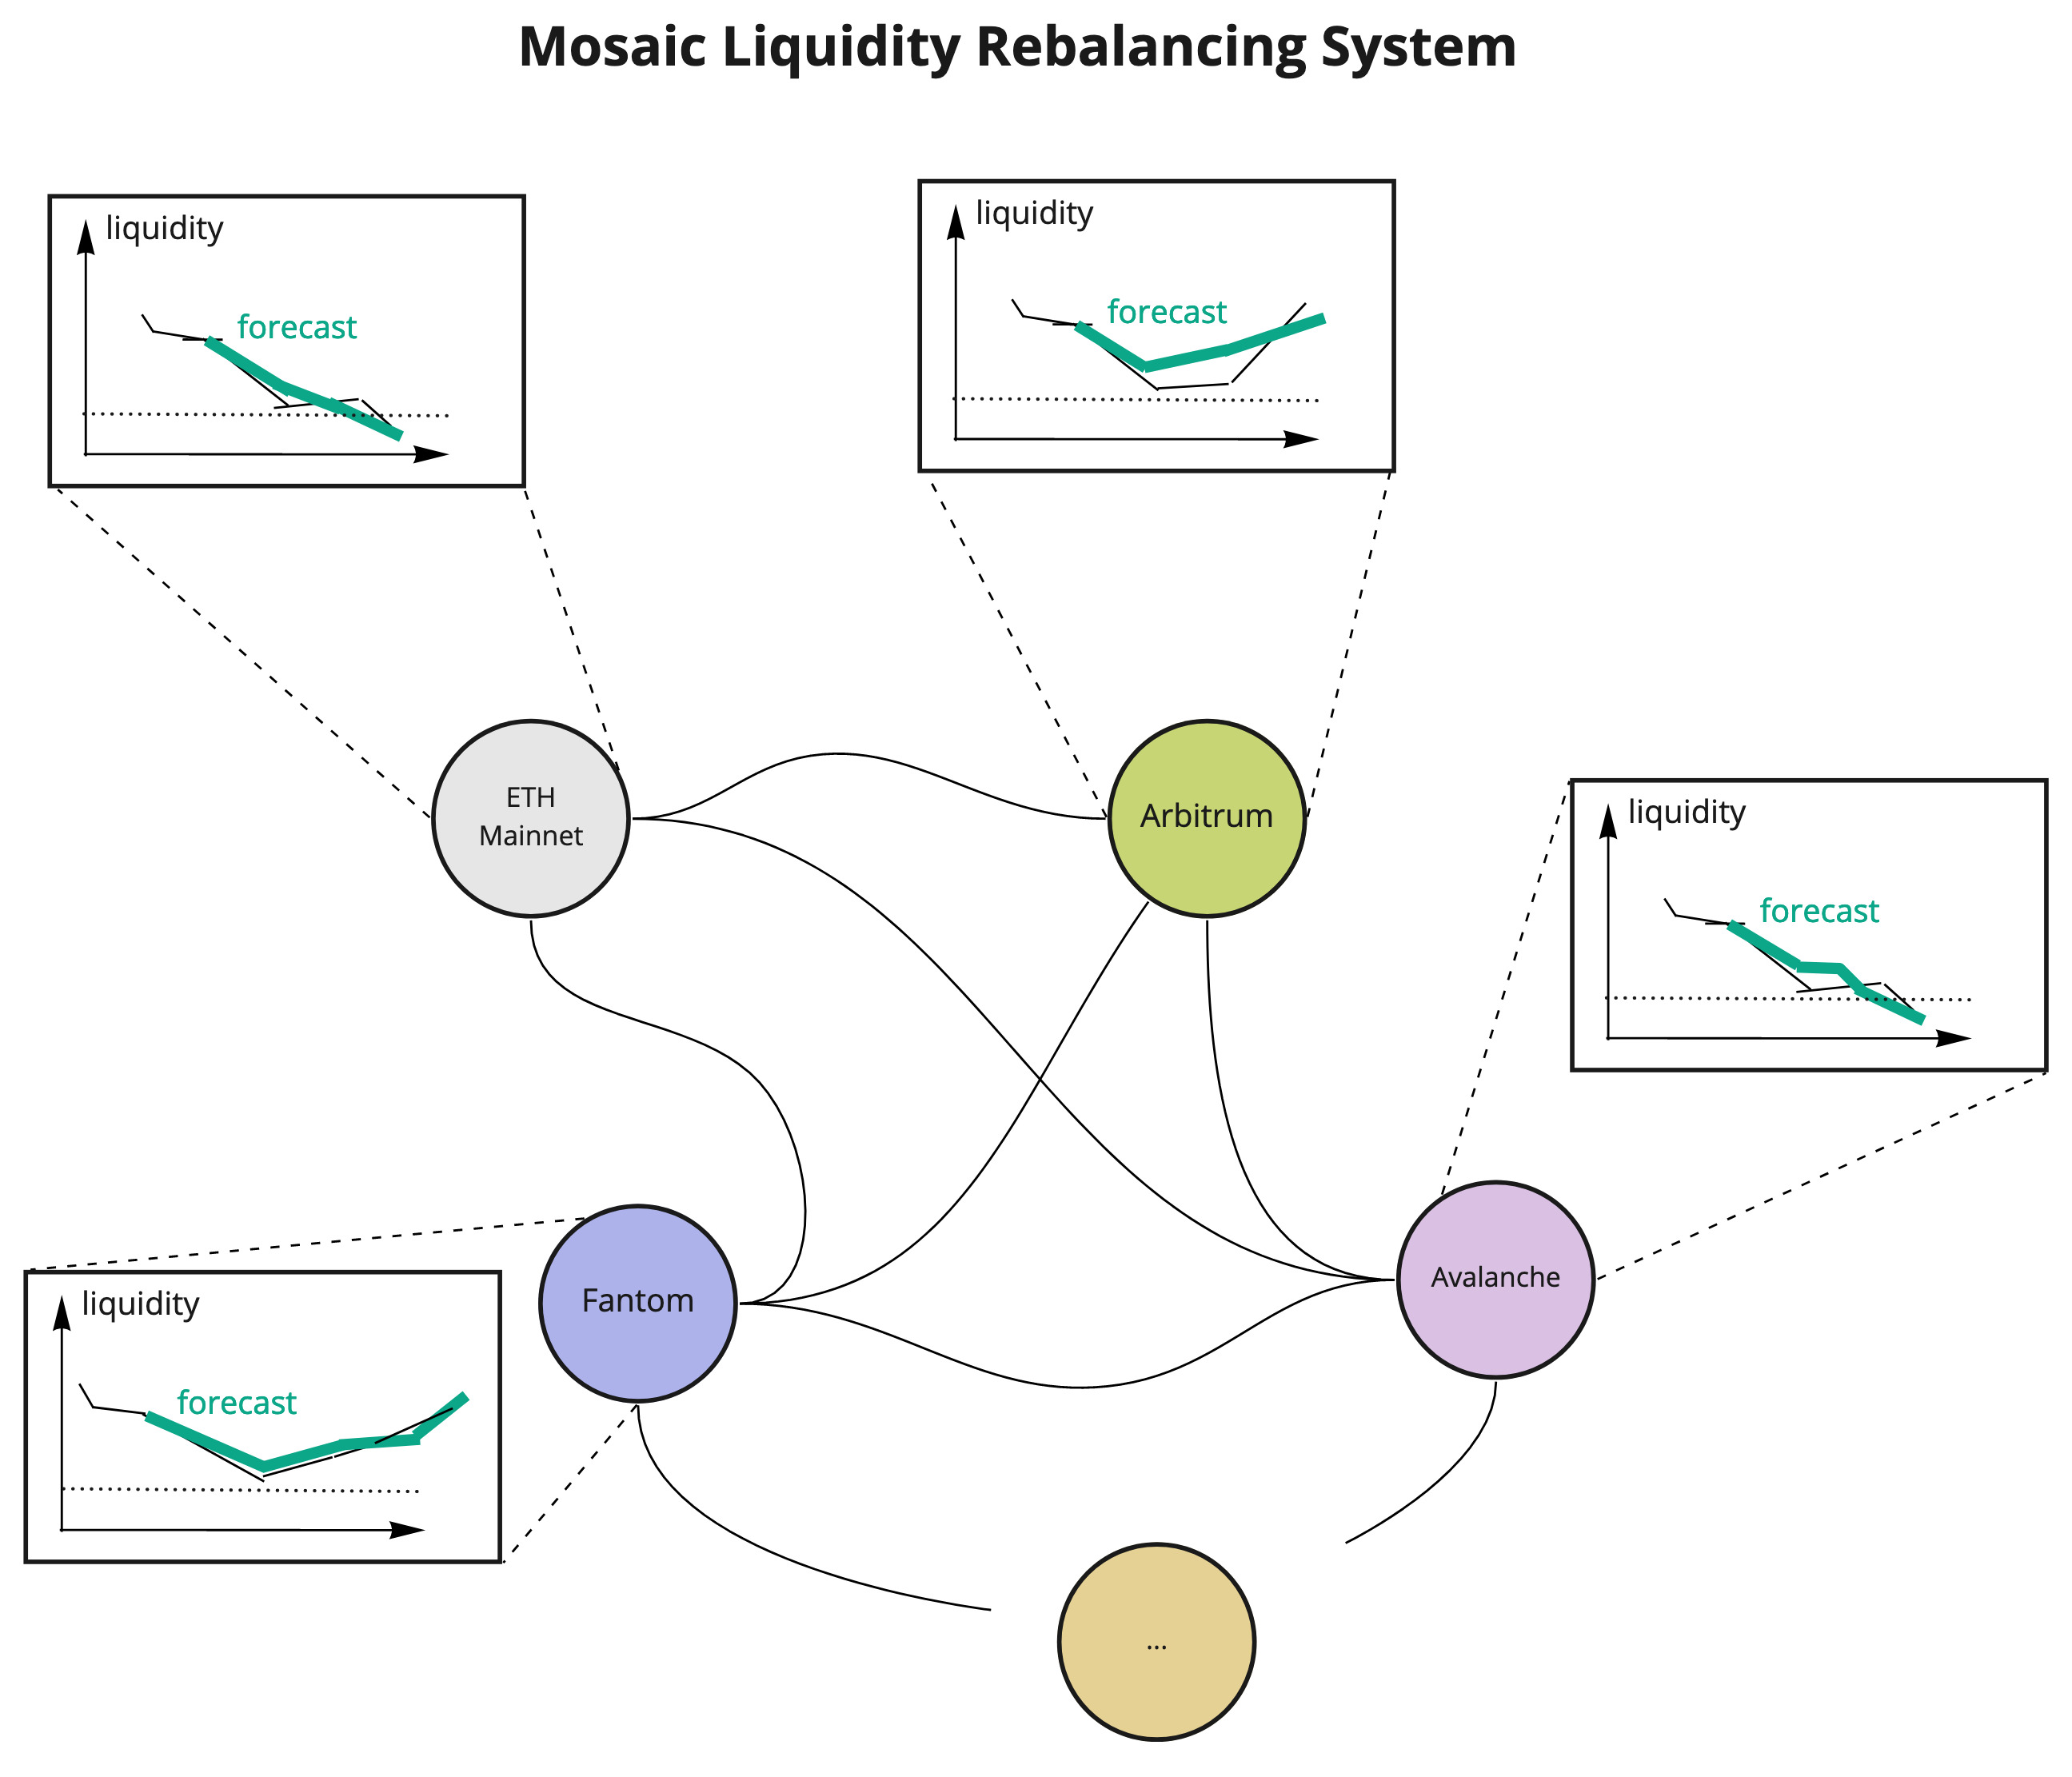 Mosaic Liquidity Rebalancing System
liquidity
forecast
liquidity
forecast
ETH
Mainnet
Arbitrum
liquidity
forecast
Fantom
Avalanche
liquidity
forecast
...